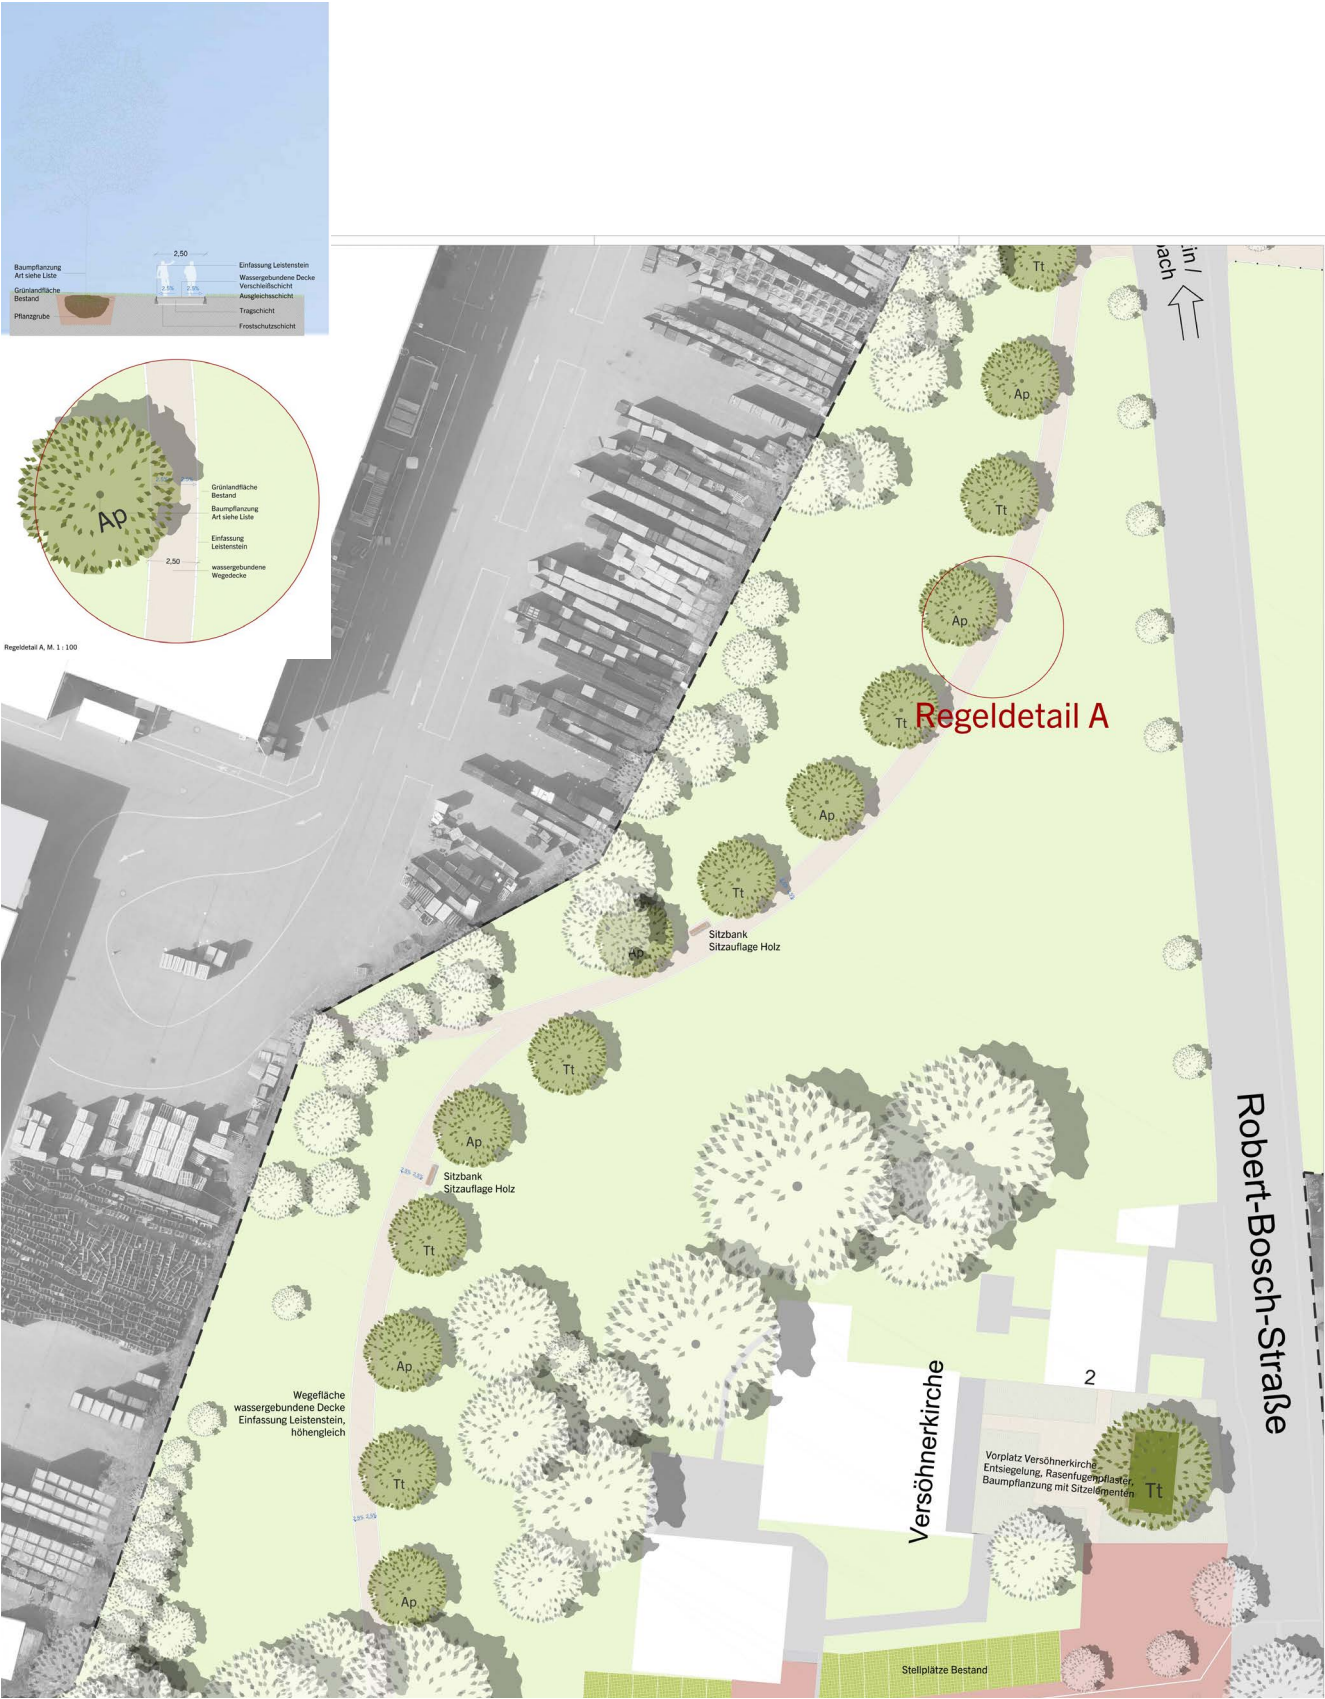 2,50
Baumpflanzung
Art siehe Liste
Grünlandfläche
Bestand
Pflanzgrube
Einfassung Leistenstein
Wassergebundene Decke
Verschleißschicht
Ausgleichsschicht
Tragschicht
Frostschutzschicht
2,5%
2,5%
Ap
Grünlandfläche
Bestand
Baumpflanzung
Art siehe Liste
Einfassung
Leistenstein
2,50
wassergebundene
Wegedecke
Regeldetail A, M. 1 : 100
Tt
Ap
Tt
Ap
Tt
Regeldetail A
Ap
Tt
Ap
Sitzbank
Sitzauflage Holz
Tt
Ap
Sitzbank
Sitzauflage Holz
Tt
Ap
Wegefläche
wassergebundene Decke
Einfassung Leistenstein,
höhengleich
Tt
Ap
Robert-Bosch-Straße
2
Versöhnerkirche
Vorplatz Versöhnerkirche
Entsiegelung, Rasenfugenpflaster,
Baumpflanzung mit Sitzelementen
Tt
Stellplätze Bestand